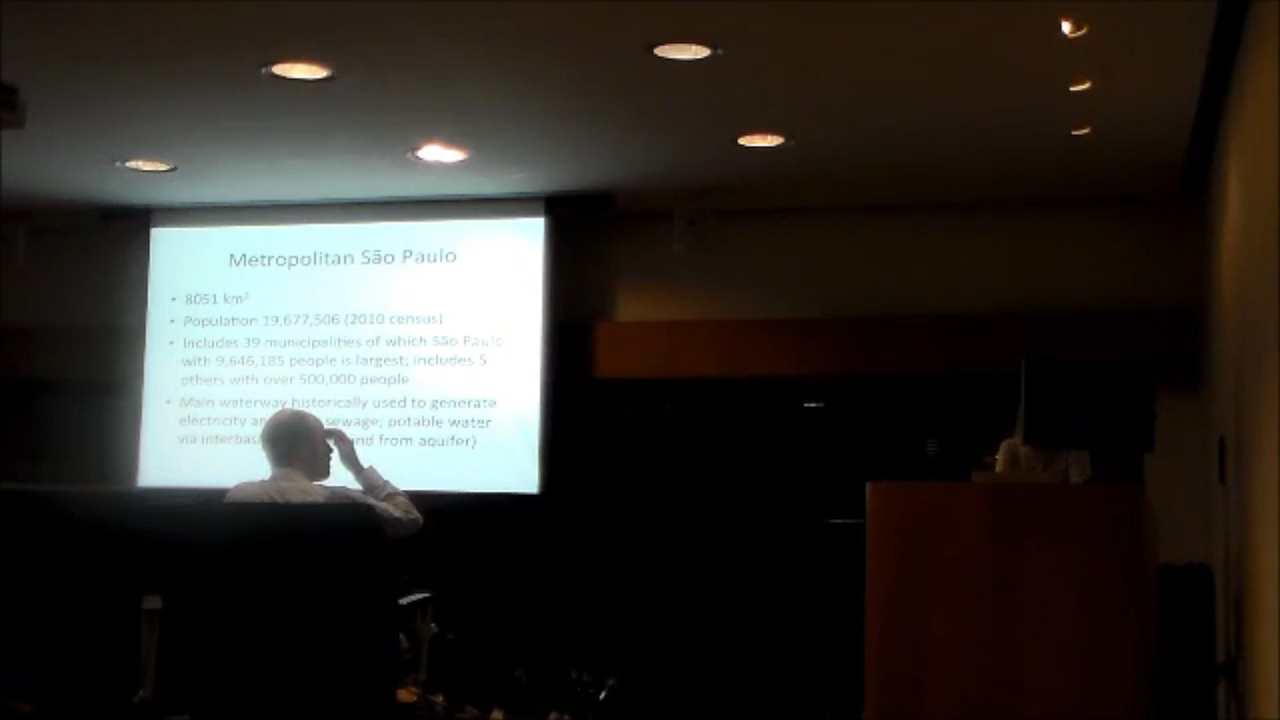 Metropolitan São Paulo
• 8051 km²
• Population 19,677,506 (2010 census)
• Includes 39 municipalities of which São Paulo
with 9,646,185 people is largest; includes 5
others with over 500,000 people
• Main waterway historically used to generate
electricity sewage; potable water
via from aquifer)